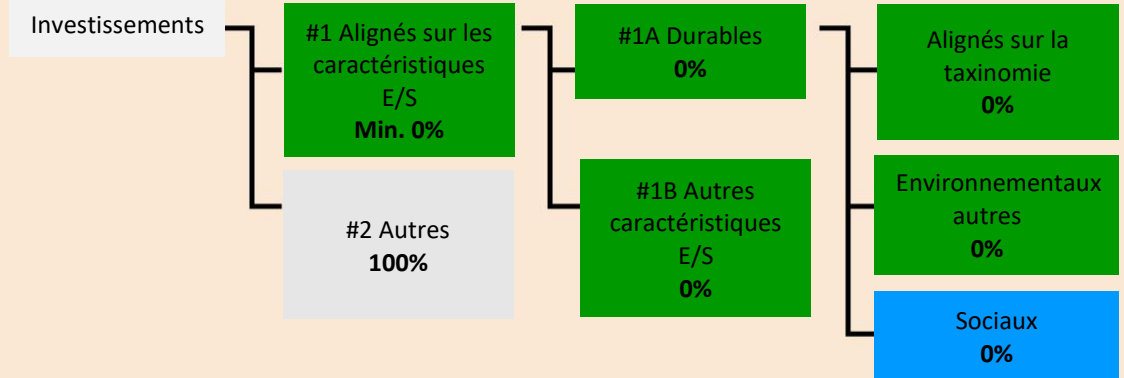 Investissements
#1 Alignés sur les
caractéristiques
E/S
Min. 0%
#2 Autres
100%
#1A Durables
0%
#1B Autres
caractéristiques
E/S
0%
Alignés sur la
taxinomie
0%
Environnementaux
autres
0%
Sociaux
0%